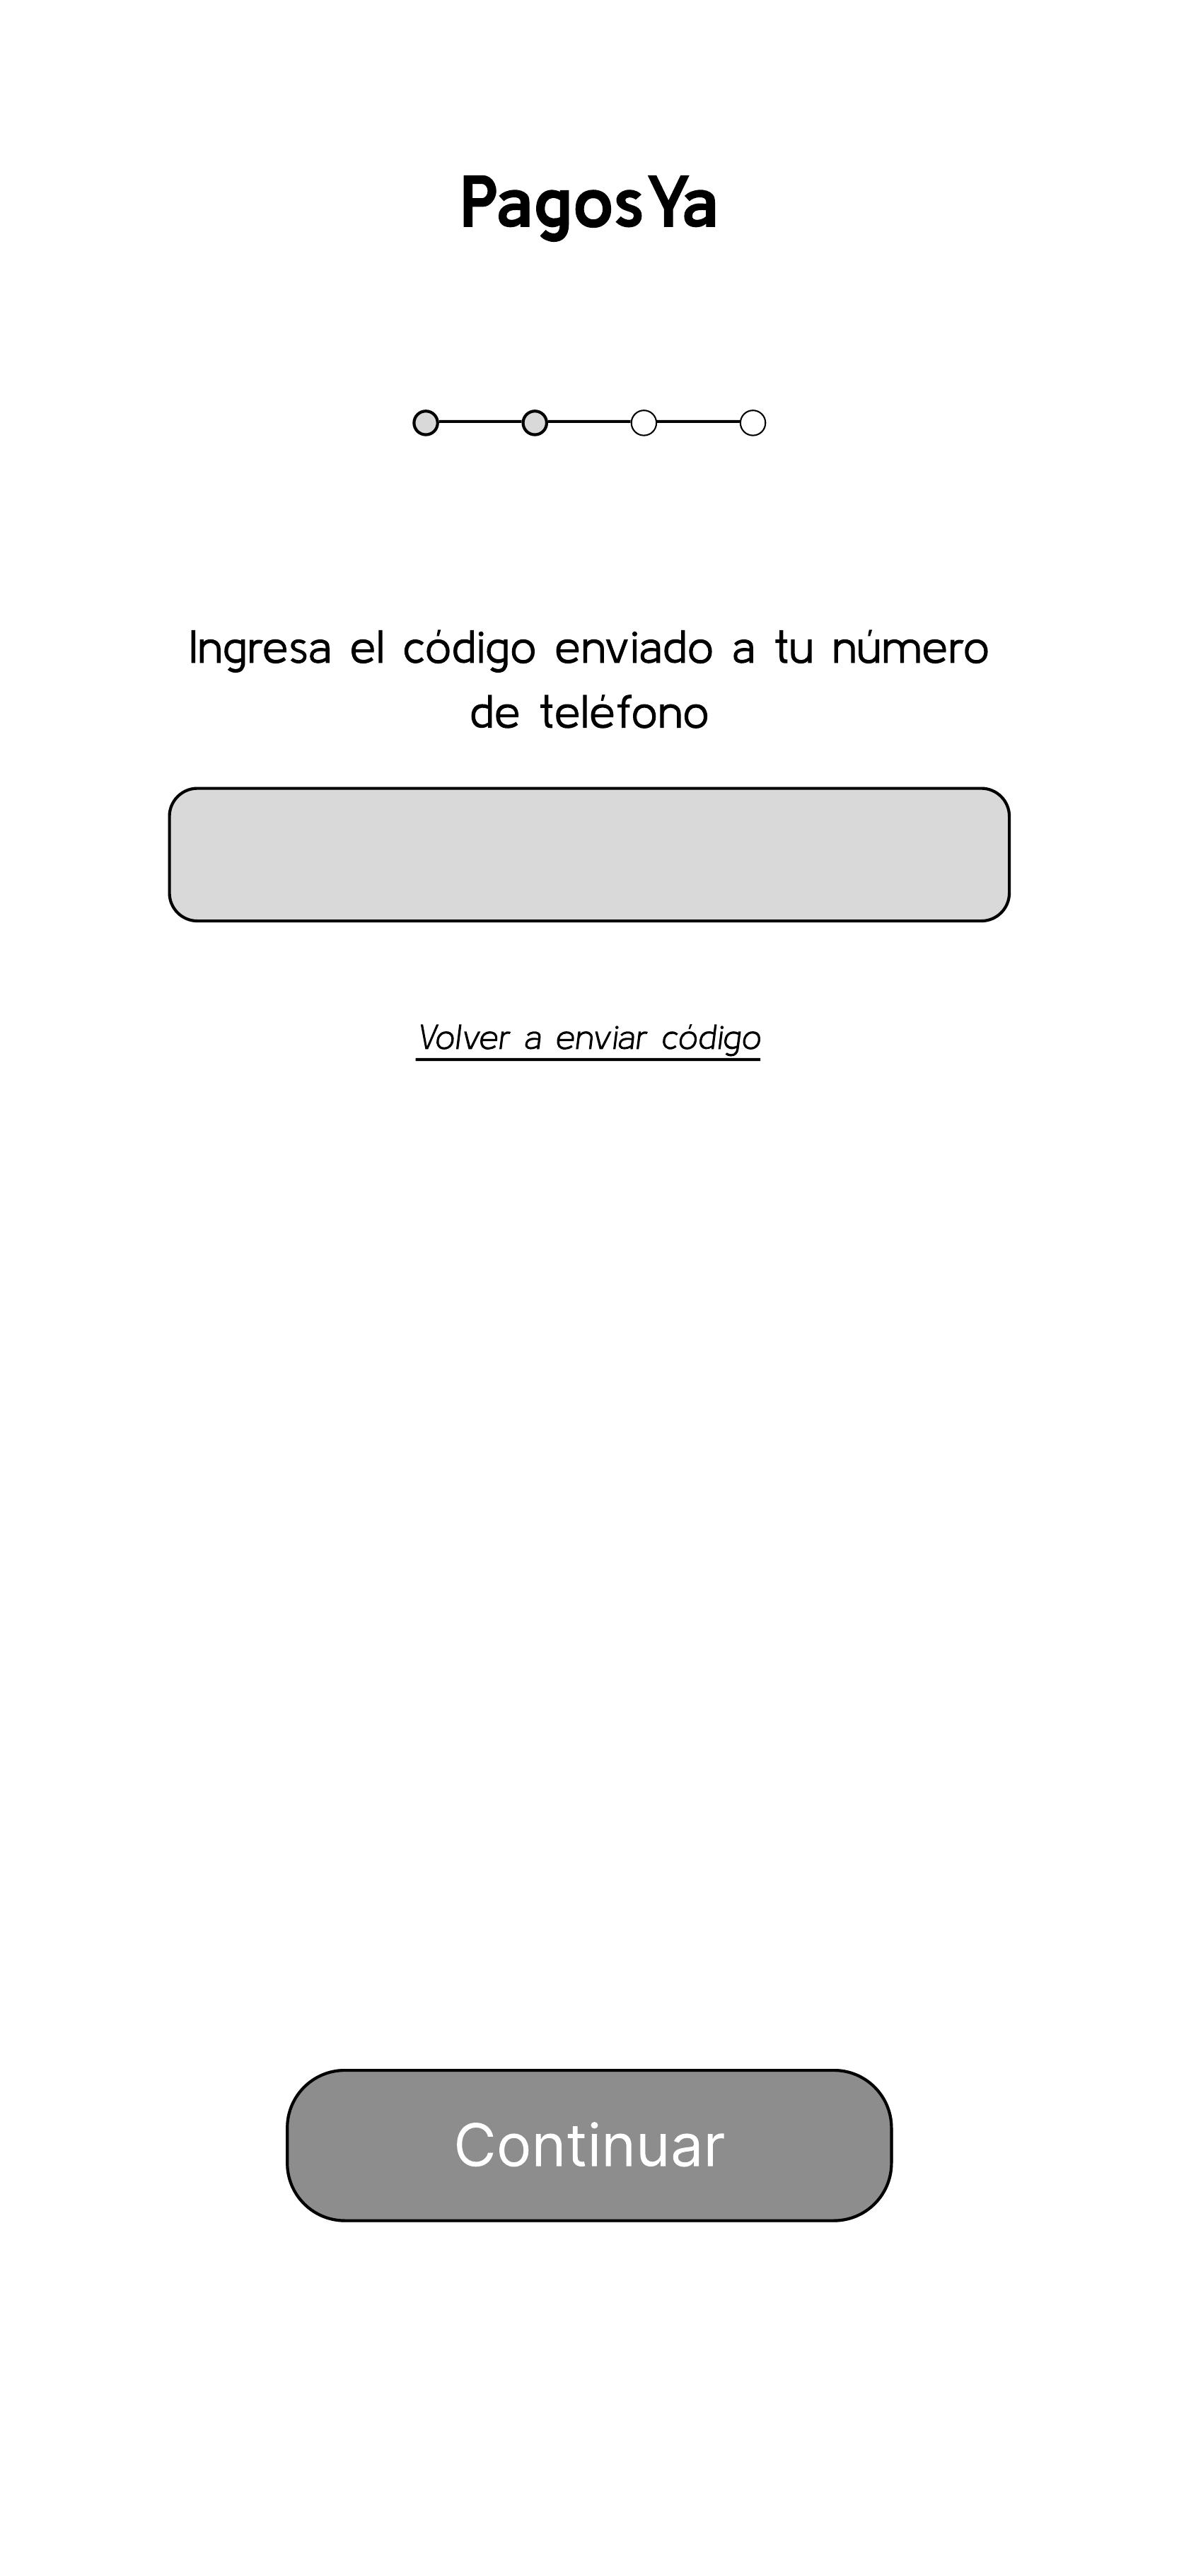 PagosYa
Ingresa el código enviado a tu número
de teléfono
Volver a enviar código
Continuar